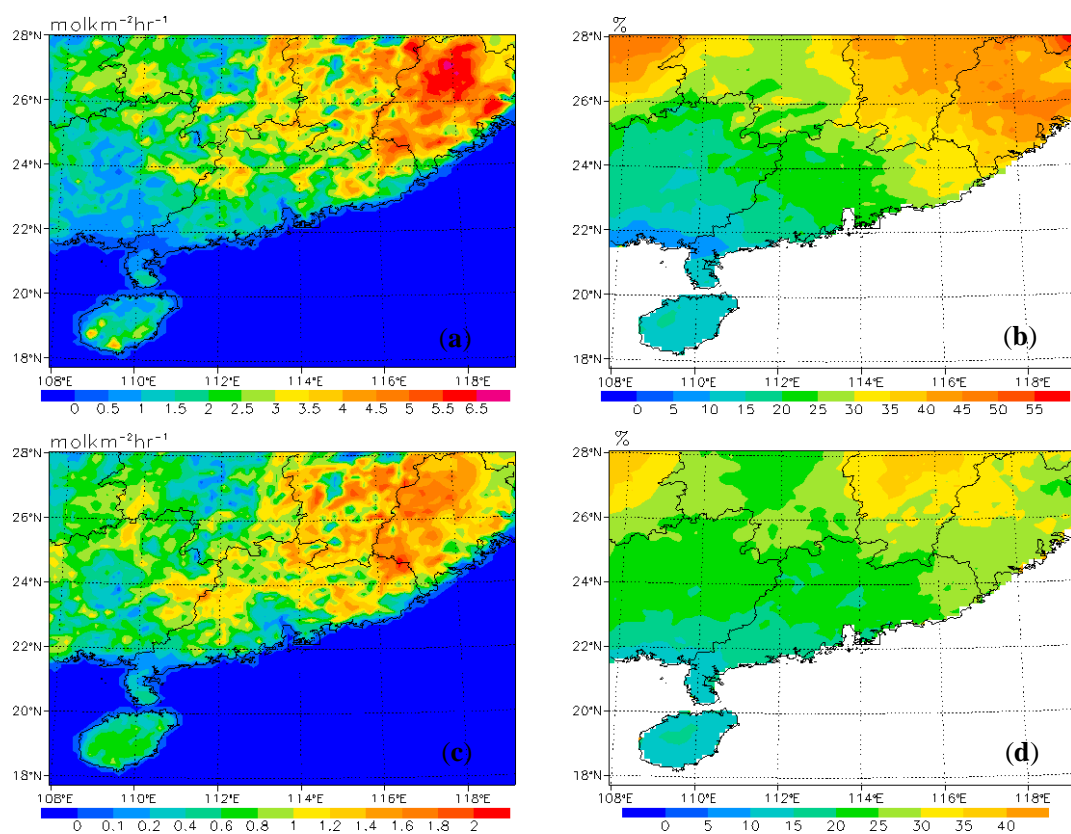 molkm⁻²hr⁻¹
28°N
26°N
24°N
22°N
20°N
18°N
(a)
108°E 110°E 112°E 114°E 116°E 118°E
0 0.5 1 1.5 2 2.5 3 3.5 4 4.5 5 5.5 6.5
%
28°N
26°N
24°N
22°N
20°N
18°N
(b)
108°E 110°E 112°E 114°E 116°E 118°E
0 5 10 15 20 25 30 35 40 45 50 55
molkm⁻²hr⁻¹
28°N
26°N
24°N
22°N
20°N
18°N
(c)
108°E 110°E 112°E 114°E 116°E 118°E
0 0.1 0.2 0.4 0.6 0.8 1 1.2 1.4 1.6 1.8 2
%
28°N
26°N
24°N
22°N
20°N
18°N
(d)
108°E 110°E 112°E 114°E 116°E 118°E
0 5 10 15 20 25 30 35 40